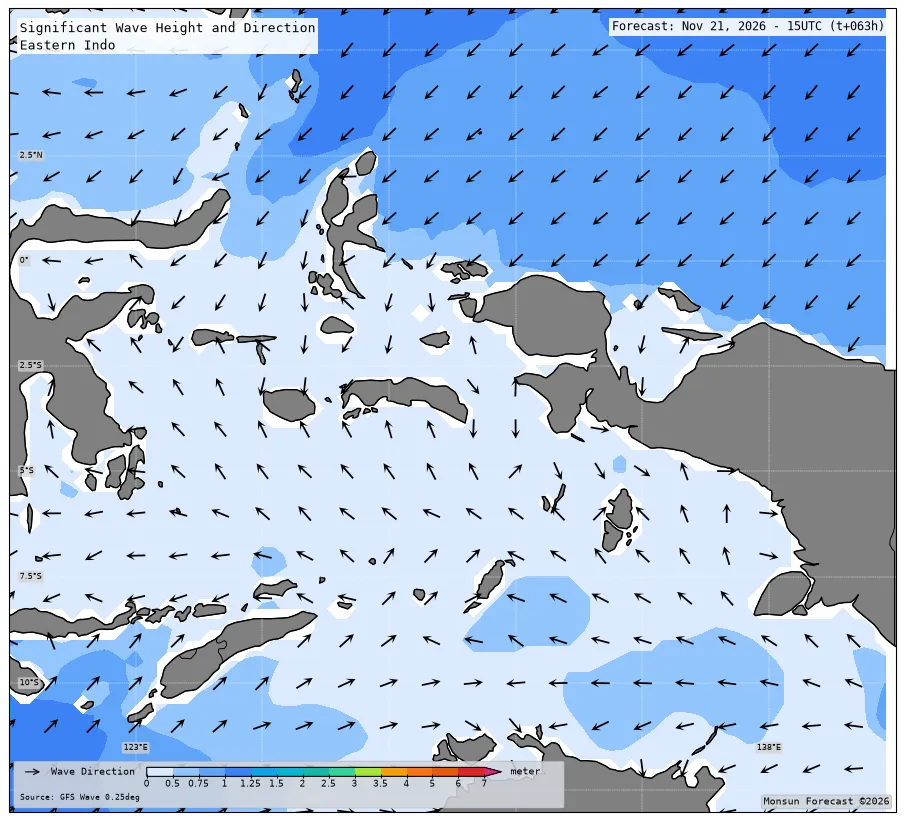 Significant Wave Height and Direction
Eastern Indo
Forecast: Nov 21, 2026 - 15UTC (t+063h)
2.5°N
0°
2.5°S
5°S
7.5°S
10°S
123°E
138°E
Wave Direction
meter
0 0.5 0.75 1 1.25 1.5 2 2.5 3 3.5 4 5 6 7
Source: GFS Wave 0.25deg
Monsun Forecast ©2026